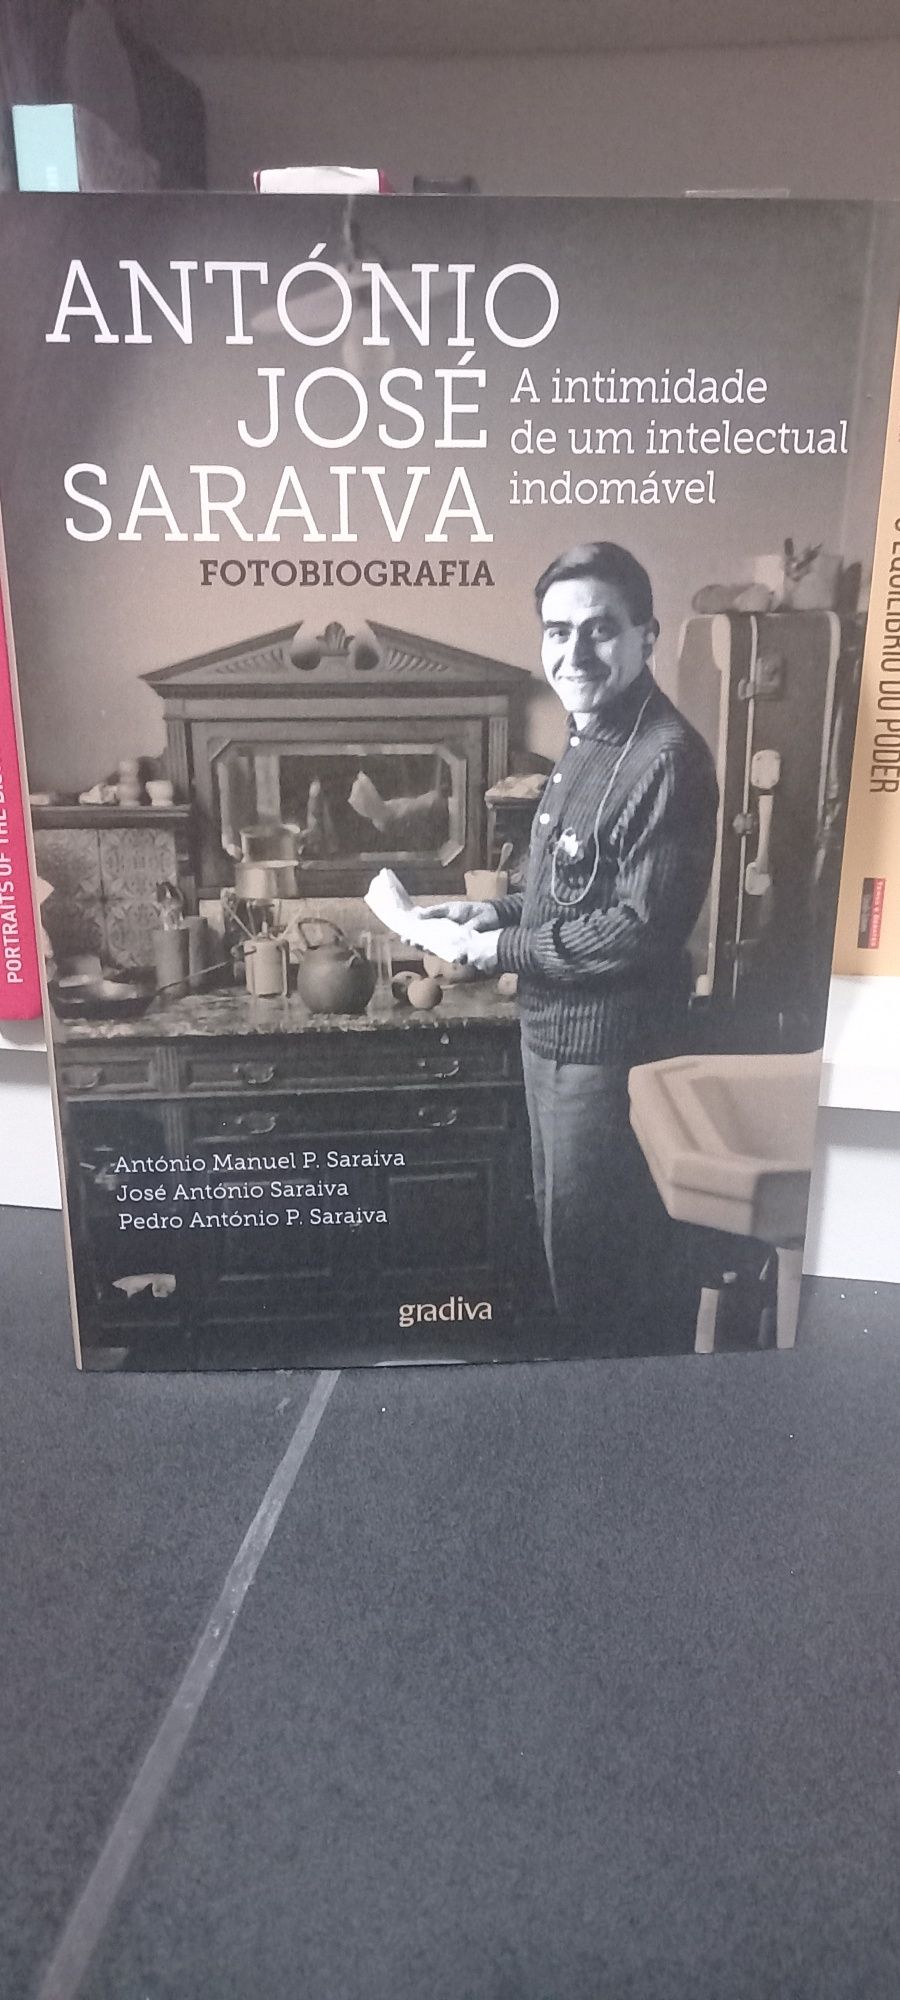 ANTÓNIO
JOSÉ
SARAIVA
A intimidade
de um intelectual
indomável
FOTOBIOGRAFIA
António Manuel P. Saraiva
José António Saraiva
Pedro António P. Saraiva
gradiva
PORTRAITS OF THE
O EQUILÍBRIO DO PODER